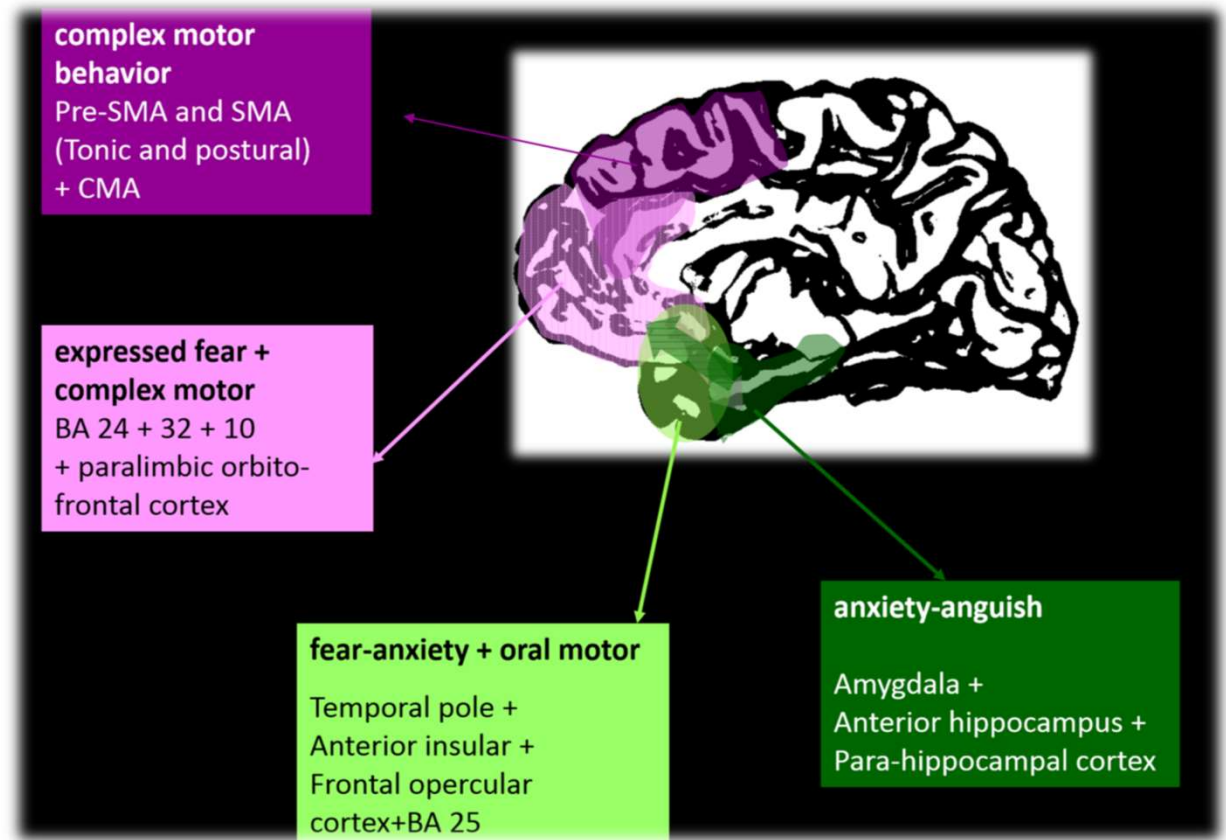 complex motor
behavior
Pre-SMA and SMA
(Tonic and postural)
+ CMA
expressed fear +
complex motor
BA 24 + 32 + 10
+ paralimbic orbito-
frontal cortex
fear-anxiety + oral motor
Temporal pole +
Anterior insular +
Frontal opercular
cortex+BA 25
anxiety-anguish
Amygdala +
Anterior hippocampus +
Para-hippocampal cortex